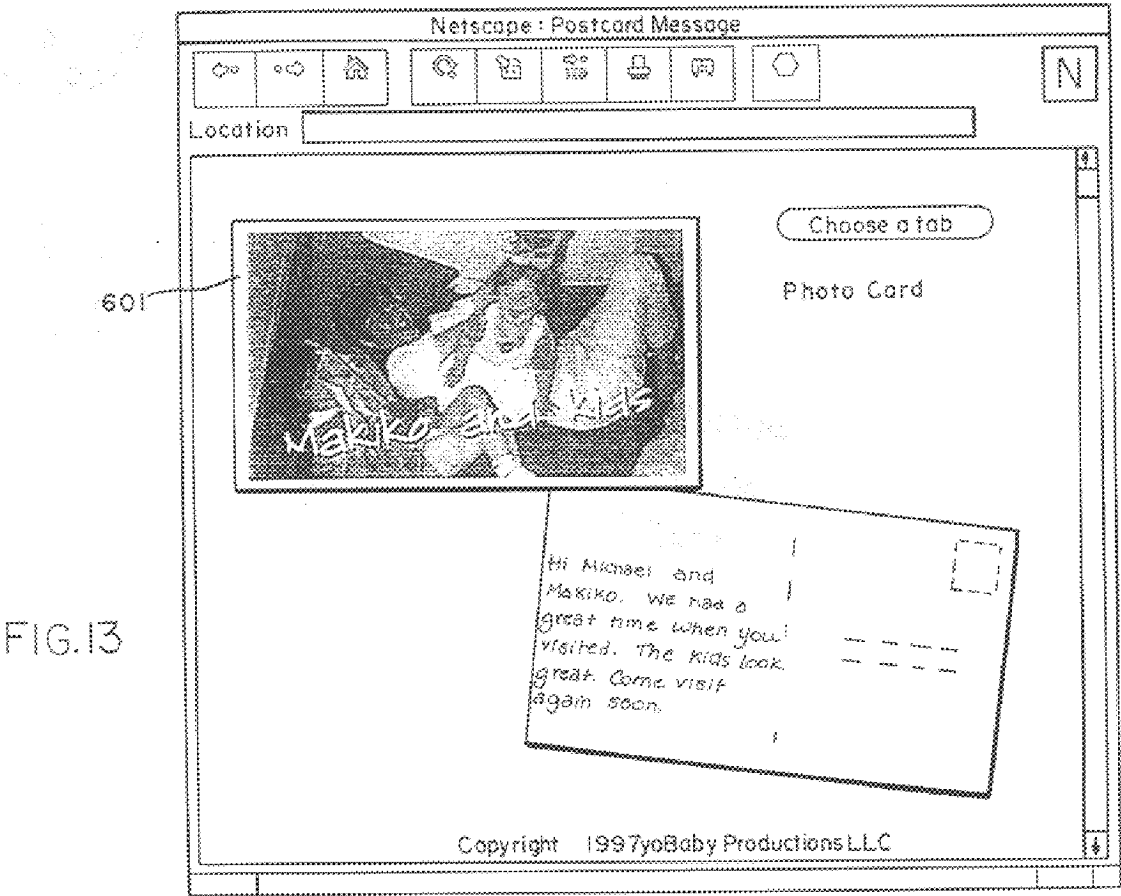 Netscape : Postcard Message
N
Location
Choose a tab
Photo Card
601
Makiko and Kids
Hi Michael and
Makiko. We had a
great time when you
visited. The kids look
great. Come visit
again soon.
FIG.13
Copyright 1997yoBaby Productions LLC